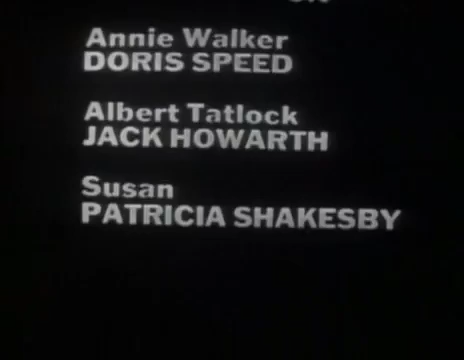 Annie Walker
DORIS SPEED
Albert Tatlock
JACK HOWARTH
Susan
PATRICIA SHAKESBY